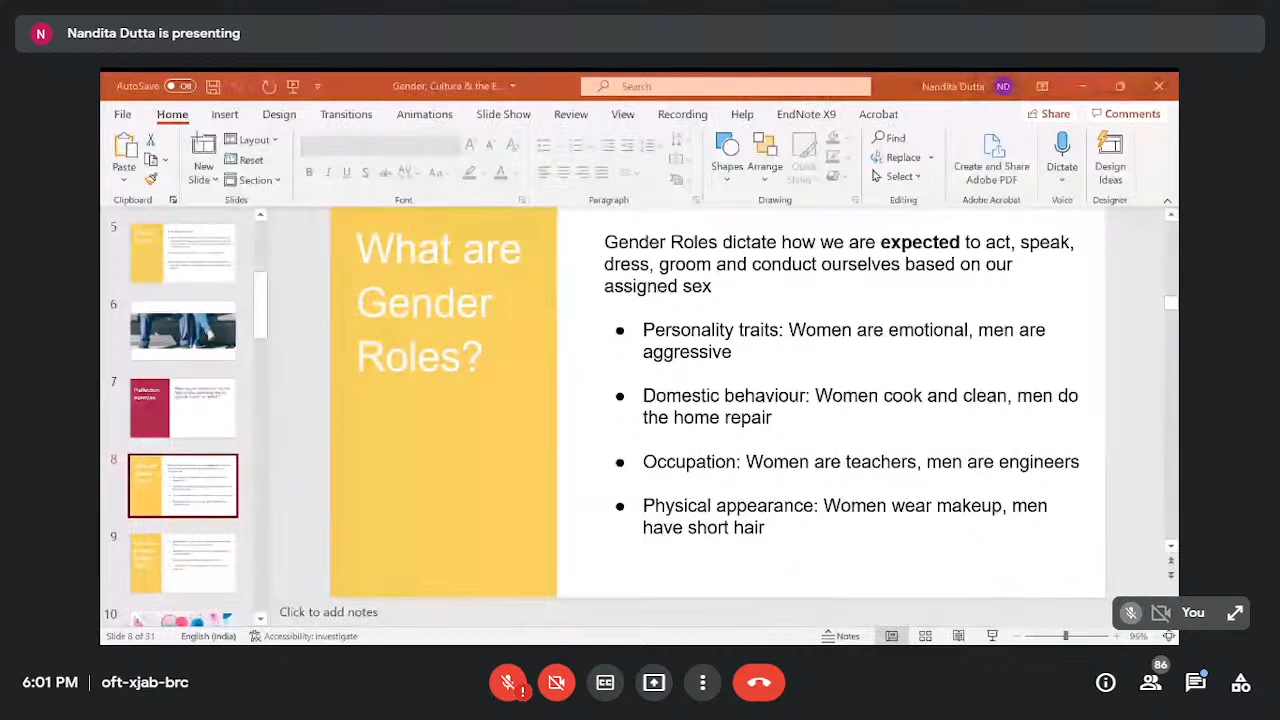 N Nandita Dutta is presenting
AutoSave Off Gender, Culture & the E... Search Nandita Dutta ND
File Home Insert Design Transitions Animations Slide Show Review View Recording Help EndNote X9 Acrobat Share Comments
Paste
New
Slide
Layout
Reset
Section
Shapes
Arrange
Quick
Find
Replace
Select
Create and Share
Adobe PDF
Dictate
Design
Ideas
Clipboard Slides Font Paragraph Drawing Editing Adobe Acrobat Voice Designer
5
6
7
8
9
10
What are
Gender
Roles?
Gender Roles dictate how we are expected to act, speak,
dress, groom and conduct ourselves based on our
assigned sex
● Personality traits: Women are emotional, men are
aggressive
● Domestic behaviour: Women cook and clean, men do
the home repair
● Occupation: Women are teachers, men are engineers
● Physical appearance: Women wear makeup, men
have short hair
Click to add notes
You
Slide 8 of 31 English (India) Accessibility: Investigate Notes 96%
6:01 PM | oft-xjab-brc
86